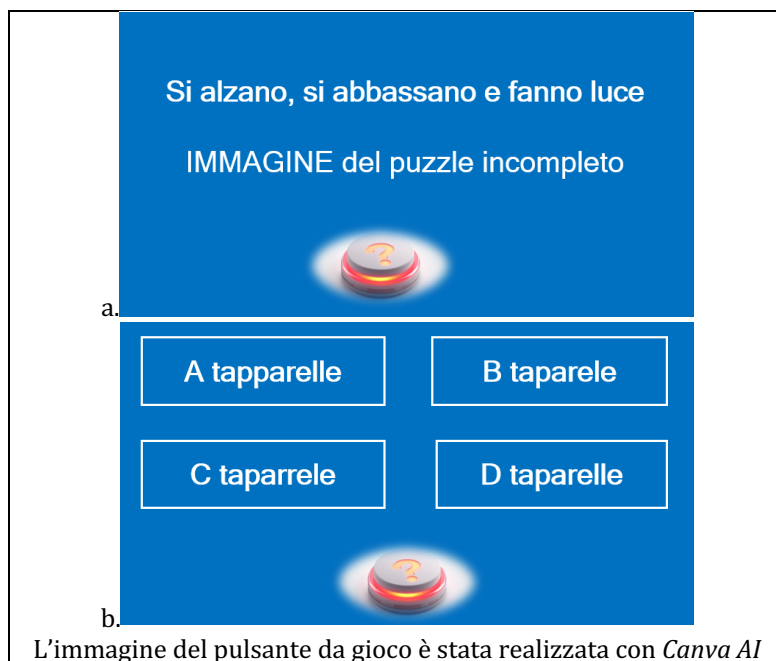 Si alzano, si abbassano e fanno luce
IMMAGINE del puzzle incompleto
?
a.
A tapparelle
B taparele
C taparrele
D taparelle
?
b.
L'immagine del pulsante da gioco è stata realizzata con Canva AI